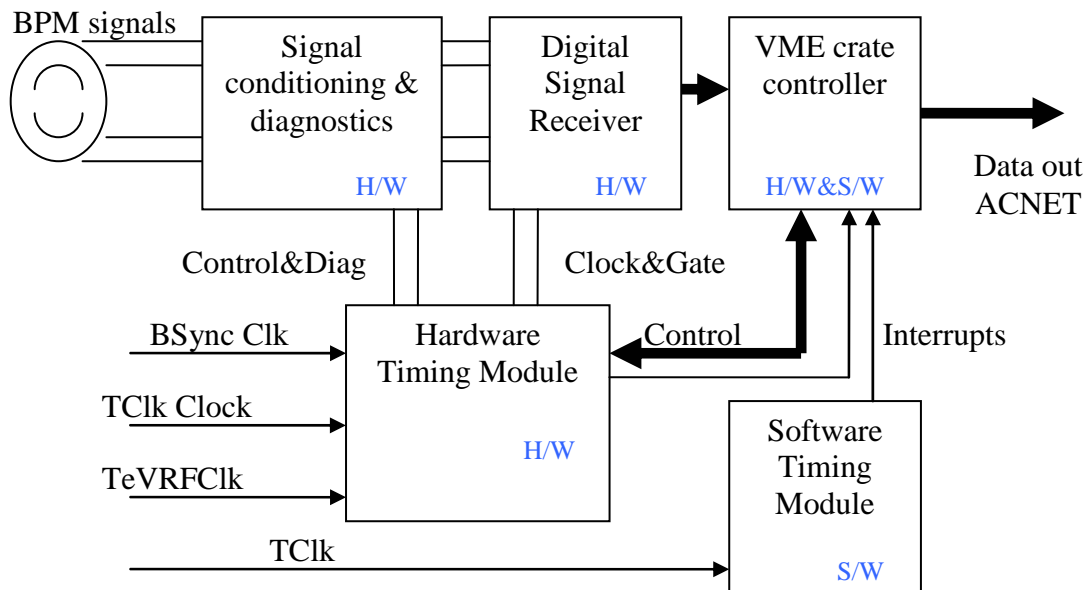 BPM signals
Signal
conditioning &
diagnostics
H/W
Digital
Signal
Receiver
H/W
VME crate
controller
H/W&S/W
Data out
ACNET
Control&Diag
Clock&Gate
BSync Clk
TClk Clock
TeVRFClk
TClk
Hardware
Timing Module
H/W
Control
Interrupts
Software
Timing
Module
S/W